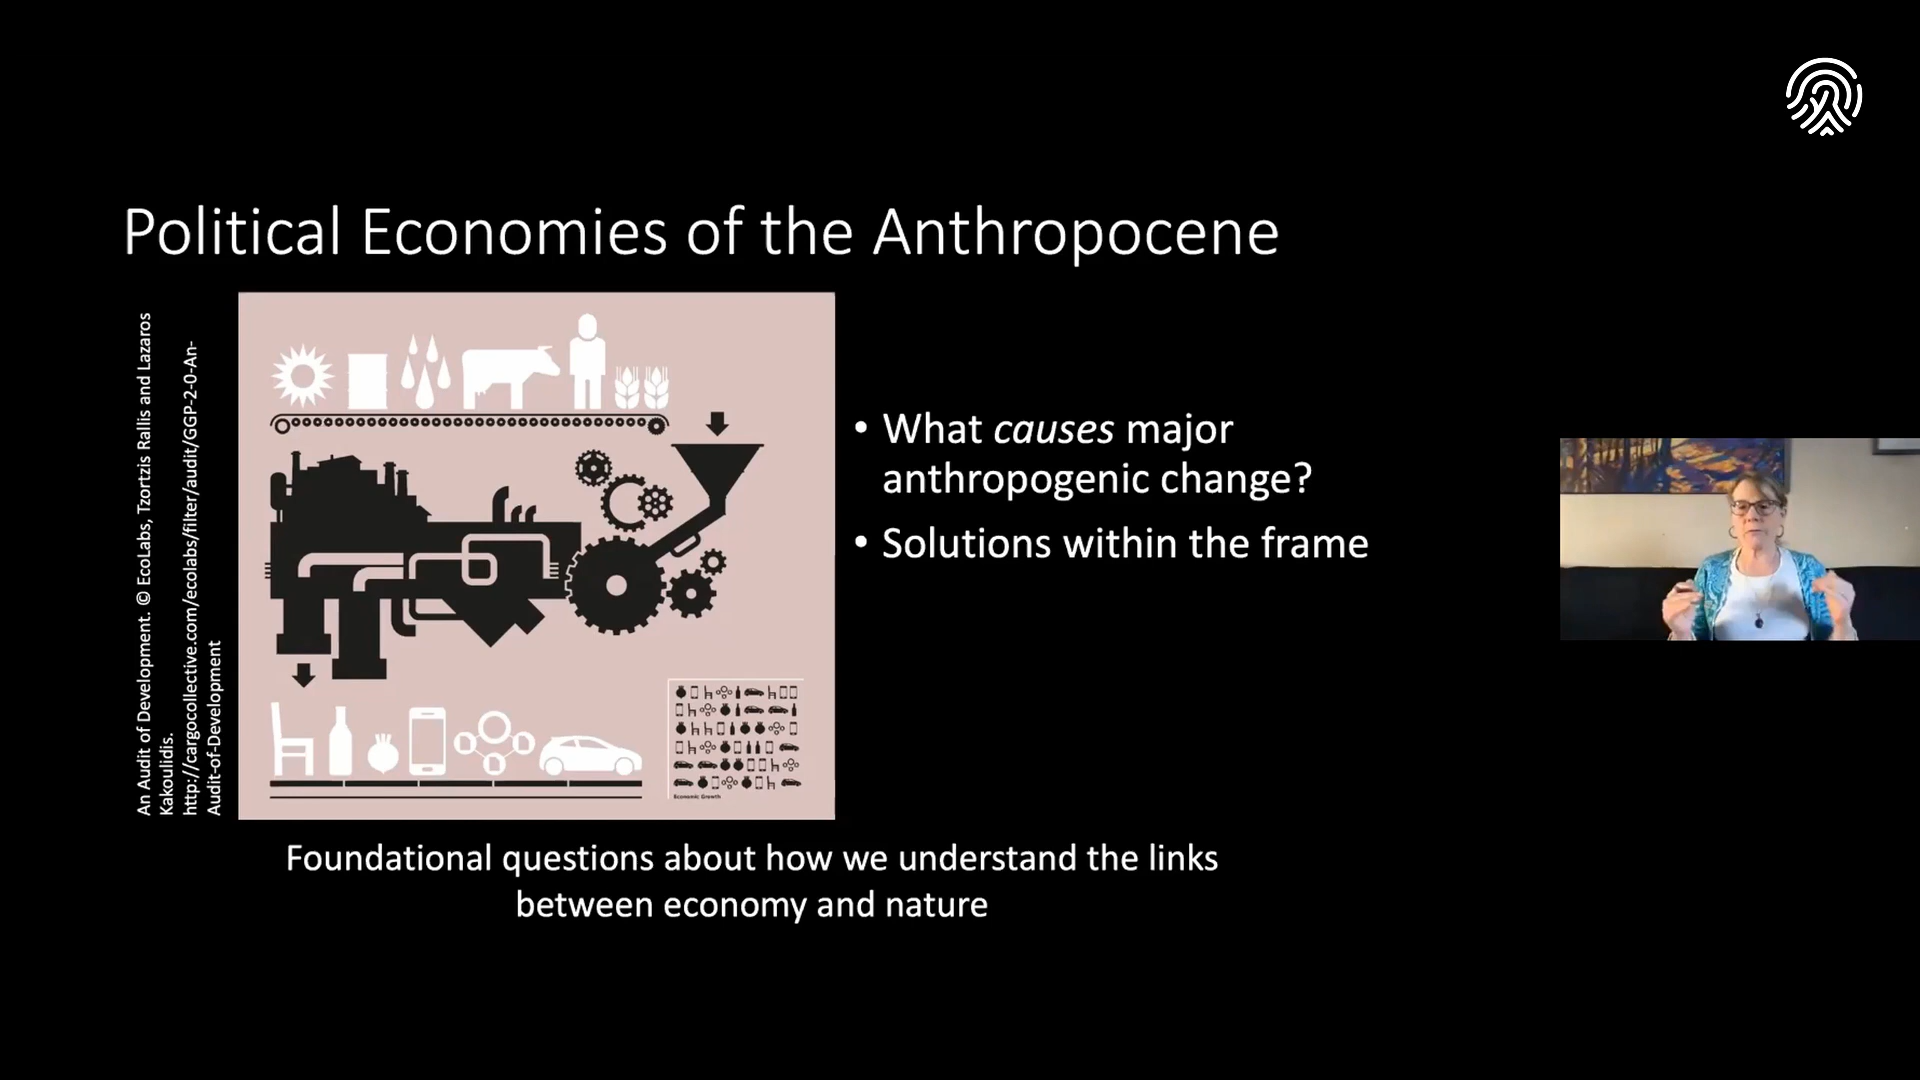 Political Economies of the Anthropocene
An Audit of Development. © EcoLabs, Tzortzis Rallis and Lazaros
Kakoulidis.
http://cargocollective.com/ecolabs/filter/audit/GGP-2-0-An-
Audit-of-Development
Economic Growth
• What causes major
anthropogenic change?
• Solutions within the frame
Foundational questions about how we understand the links
between economy and nature